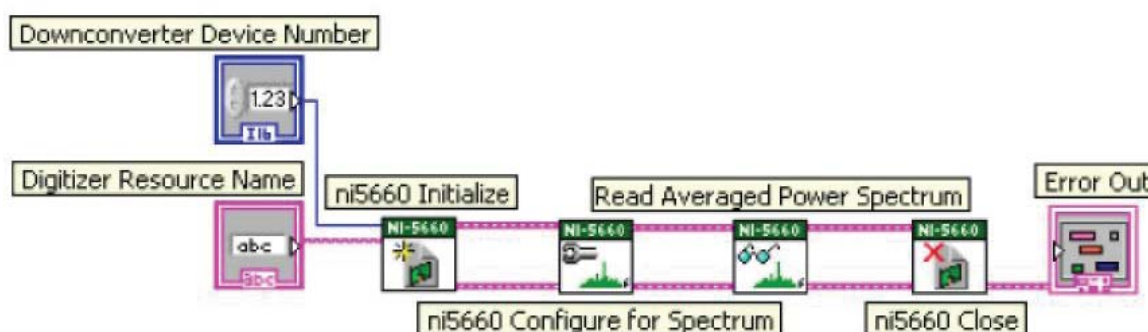 Downconverter Device Number
1.23
I16
Digitizer Resource Name
abc
abc
ni5660 Initialize
Read Averaged Power Spectrum
Error Out
NI-5660
NI-5660
NI-5660
NI-5660
ni5660 Configure for Spectrum
ni5660 Close